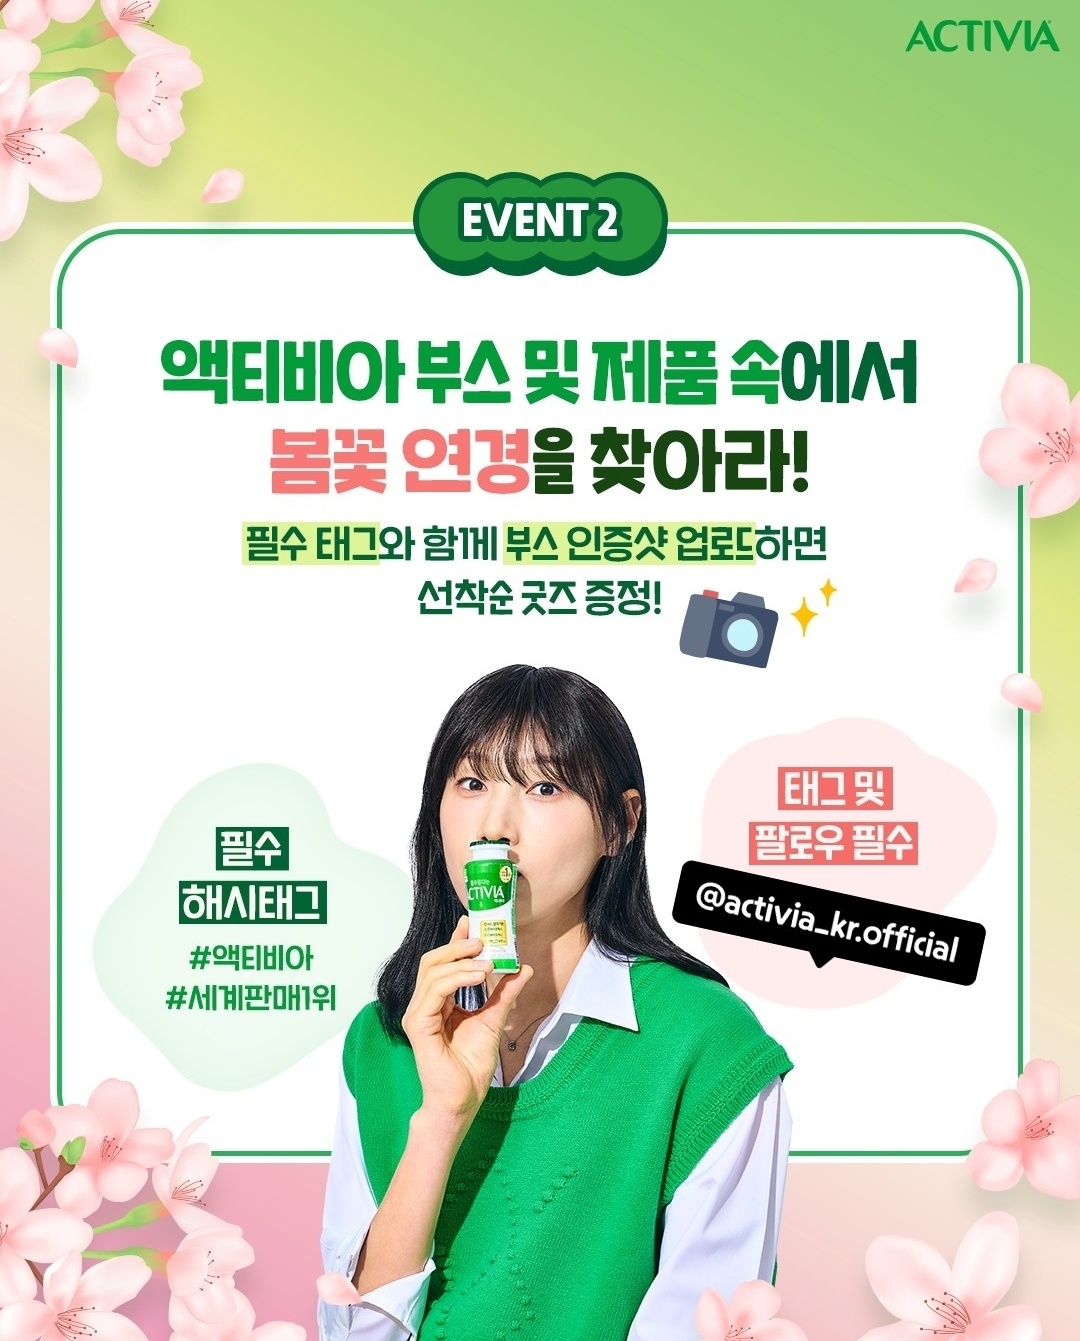 ACTIVIA
EVENT 2
액티비아 부스 및 제품 속에서
봄꽃 연경을 찾아라!
필수 태그와 함께 부스 인증샷 업로드하면
선착순 굿즈 증정!
필수
해시태그
#액티비아
#세계판매1위
태그 및
팔로우 필수
@activia_kr.official
ACTIVIA